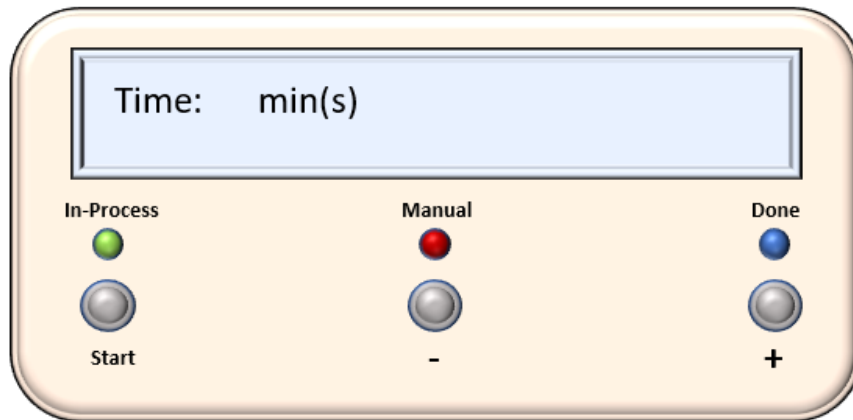 Time: min(s)
In-Process Manual Done
Start - +